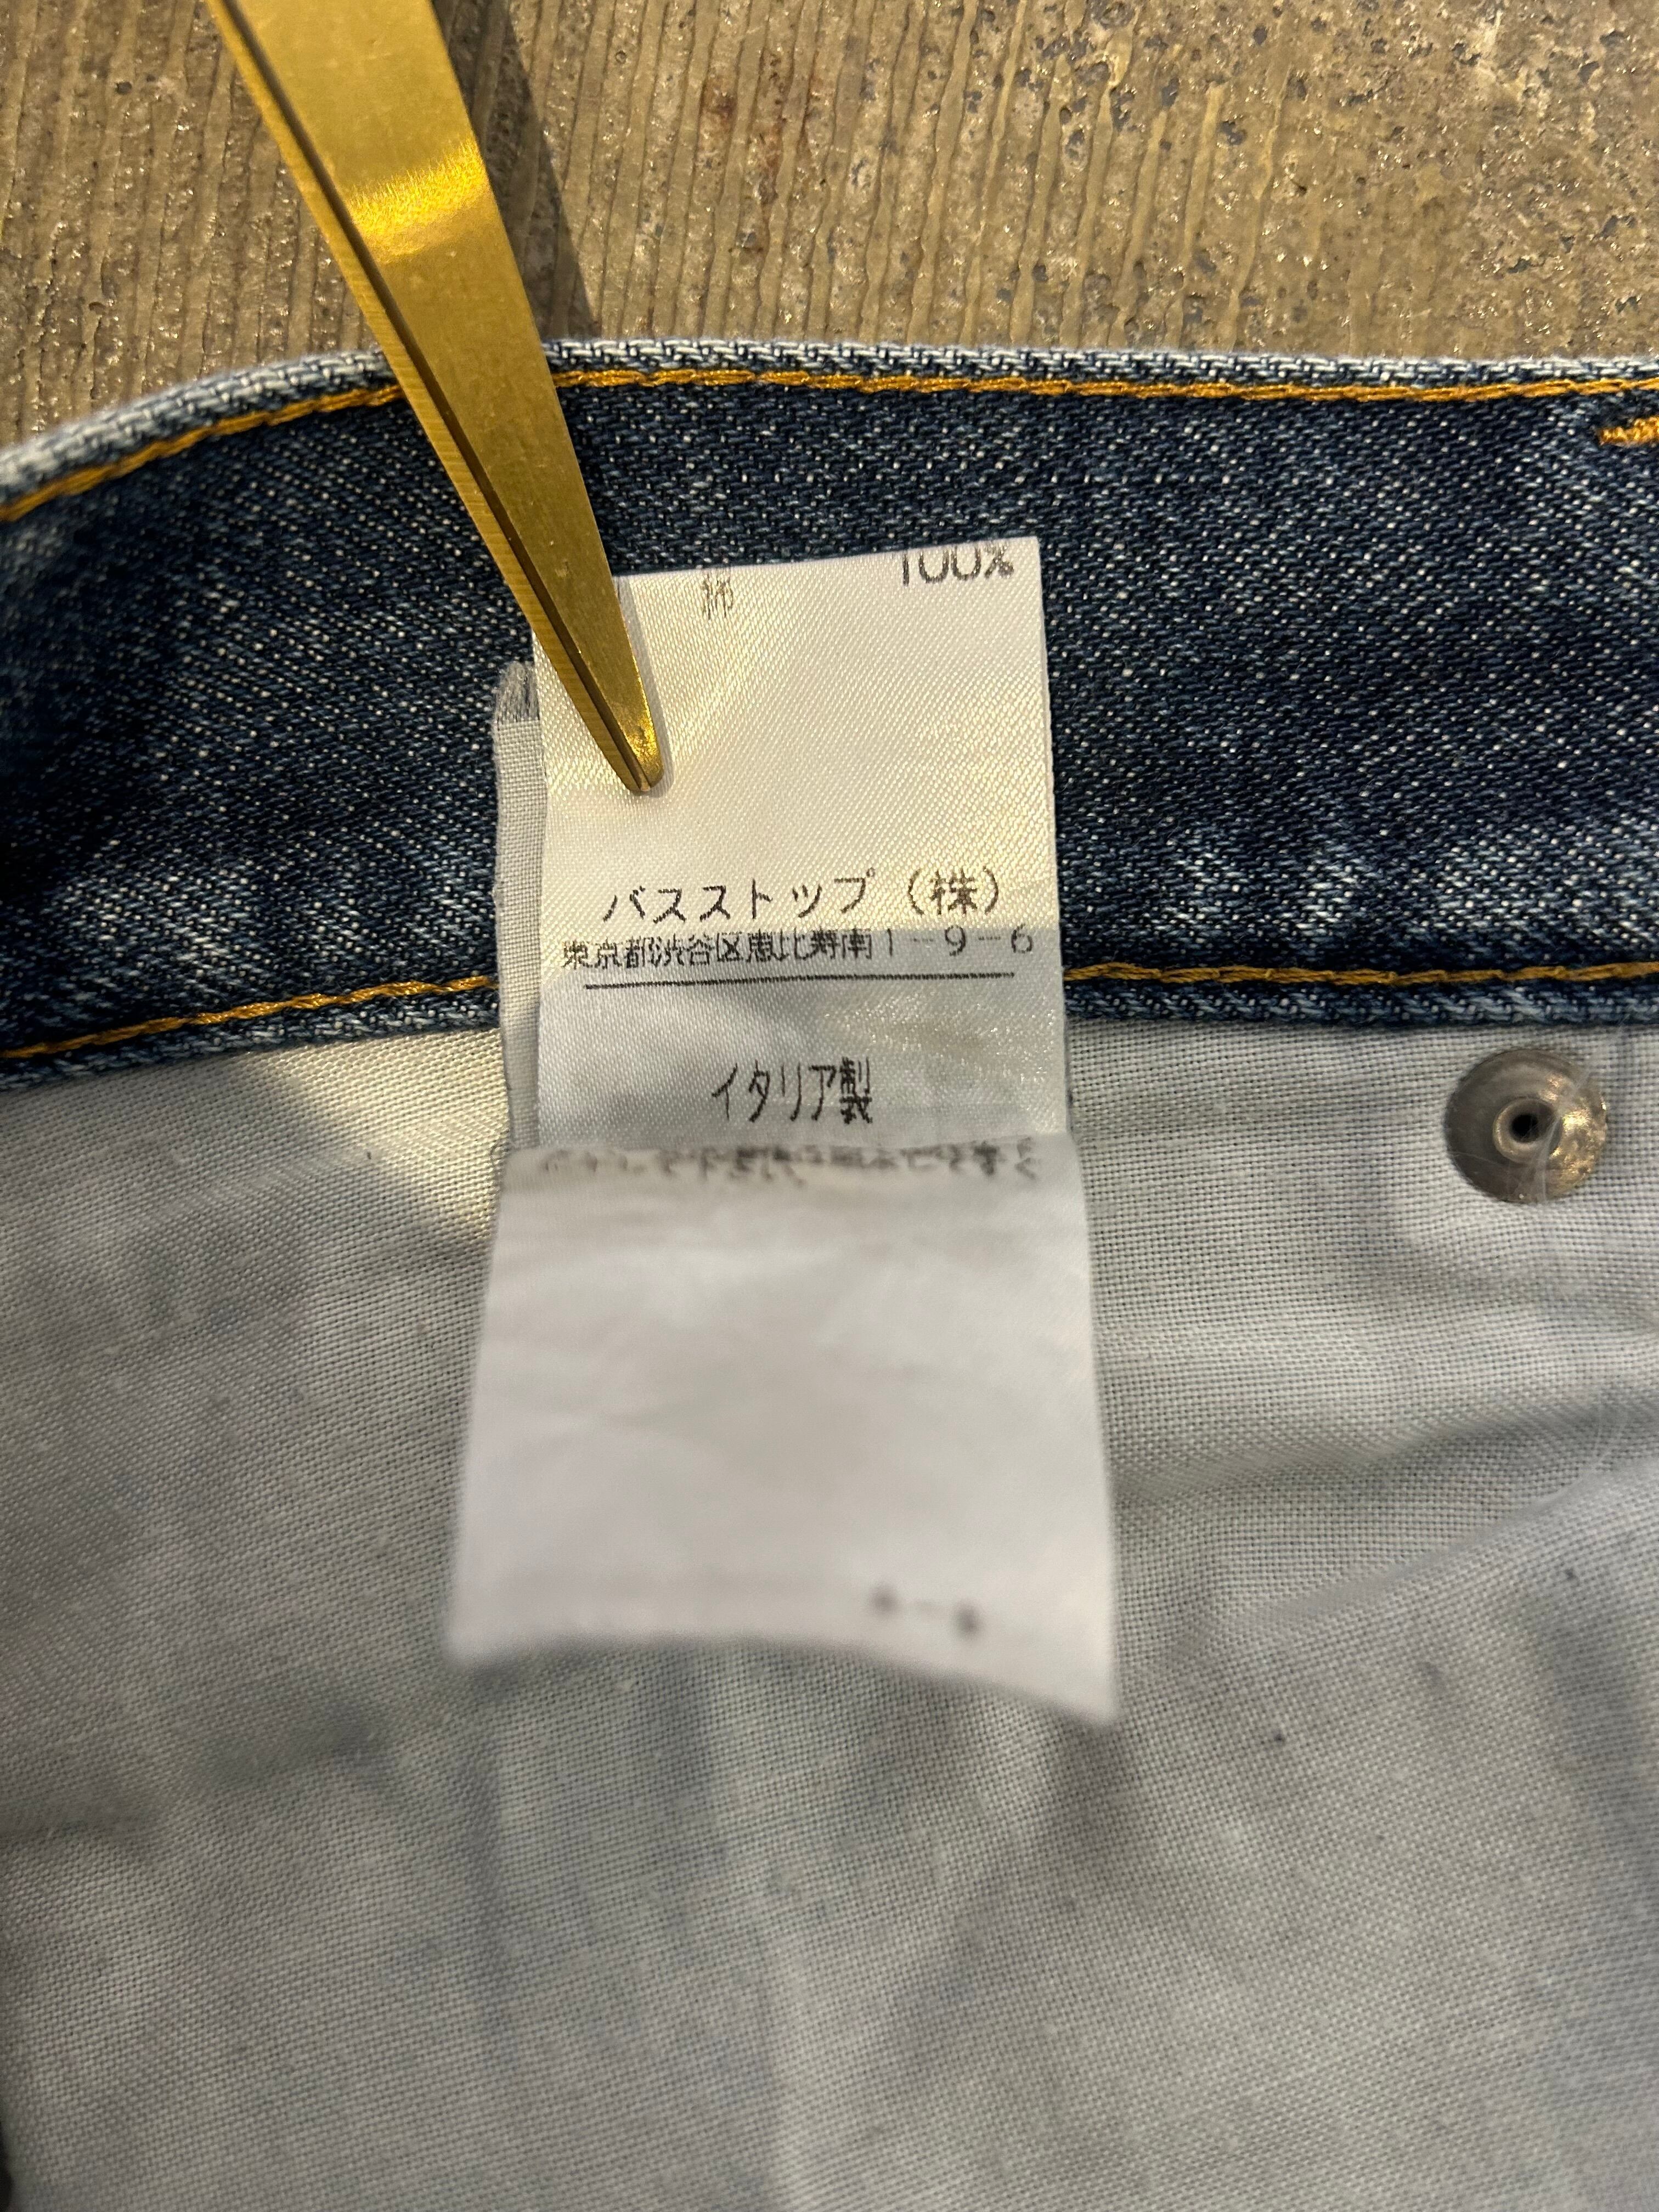 綿 100%
バスストップ（株）
東京都渋谷区恵比寿南1-9-6
イタリア製